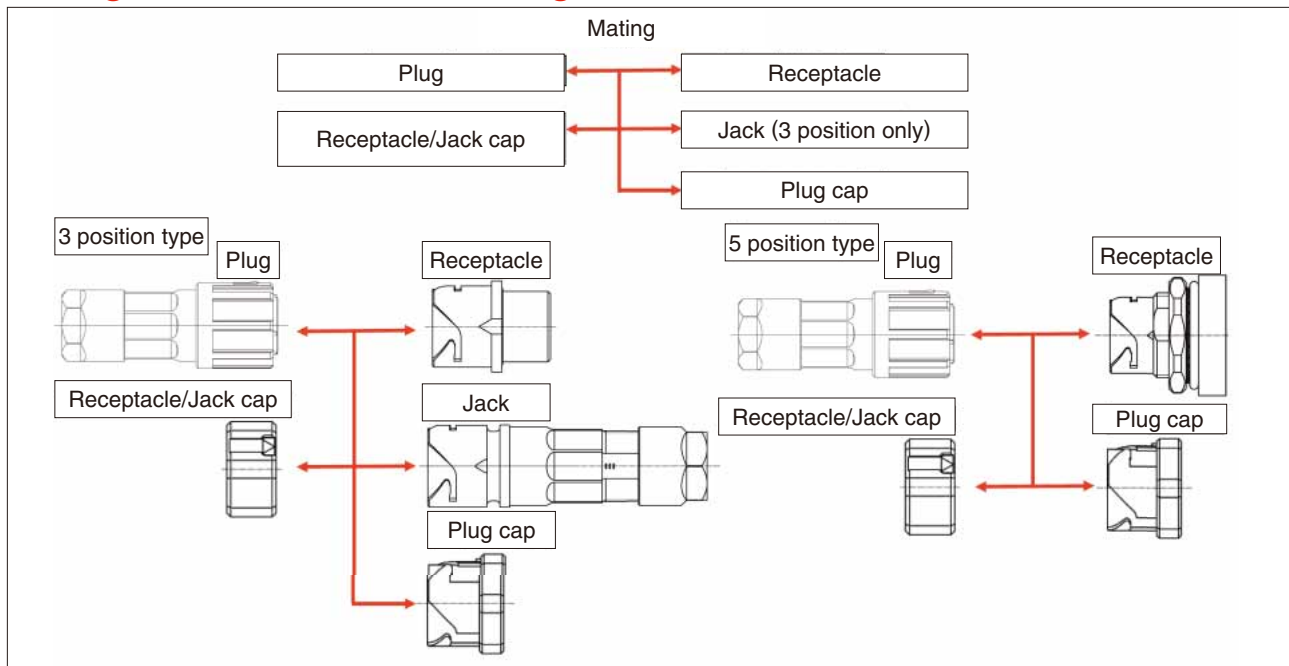 Mating
Plug
Receptacle
Receptacle/Jack cap
Jack (3 position only)
Plug cap
3 position type
Plug
Receptacle
5 position type
Plug
Receptacle
Receptacle/Jack cap
Jack
Receptacle/Jack cap
Plug cap
Plug cap